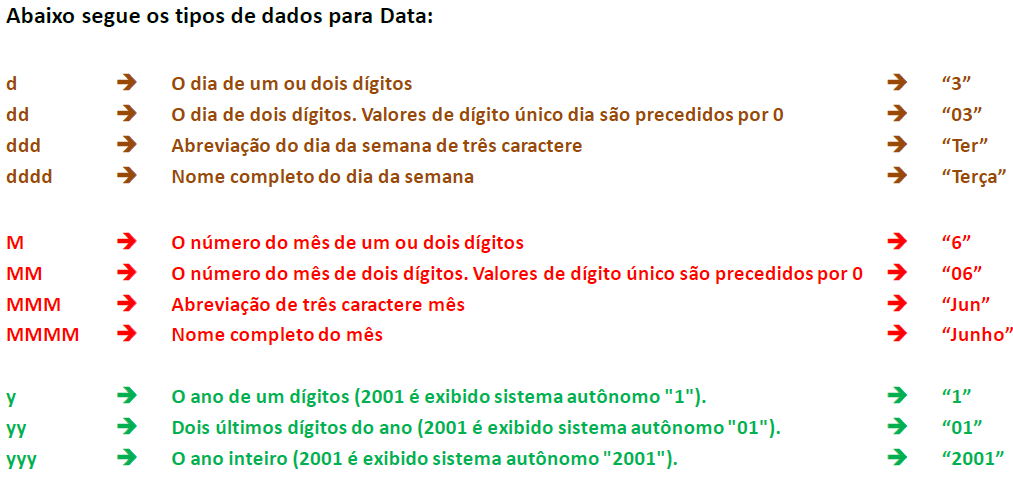 Abaixo segue os tipos de dados para Data:
d ➔ O dia de um ou dois dígitos ➔ “3”
dd ➔ O dia de dois dígitos. Valores de dígito único dia são precedidos por 0 ➔ “03”
ddd ➔ Abreviação do dia da semana de três caractere ➔ “Ter”
dddd ➔ Nome completo do dia da semana ➔ “Terça”
M ➔ O número do mês de um ou dois dígitos ➔ “6”
MM ➔ O número do mês de dois dígitos. Valores de dígito único são precedidos por 0 ➔ “06”
MMM ➔ Abreviação de três caractere mês ➔ “Jun”
MMMM ➔ Nome completo do mês ➔ “Junho”
y ➔ O ano de um dígitos (2001 é exibido sistema autônomo "1"). ➔ “1”
yy ➔ Dois últimos dígitos do ano (2001 é exibido sistema autônomo "01"). ➔ “01”
yyy ➔ O ano inteiro (2001 é exibido sistema autônomo "2001"). ➔ “2001”